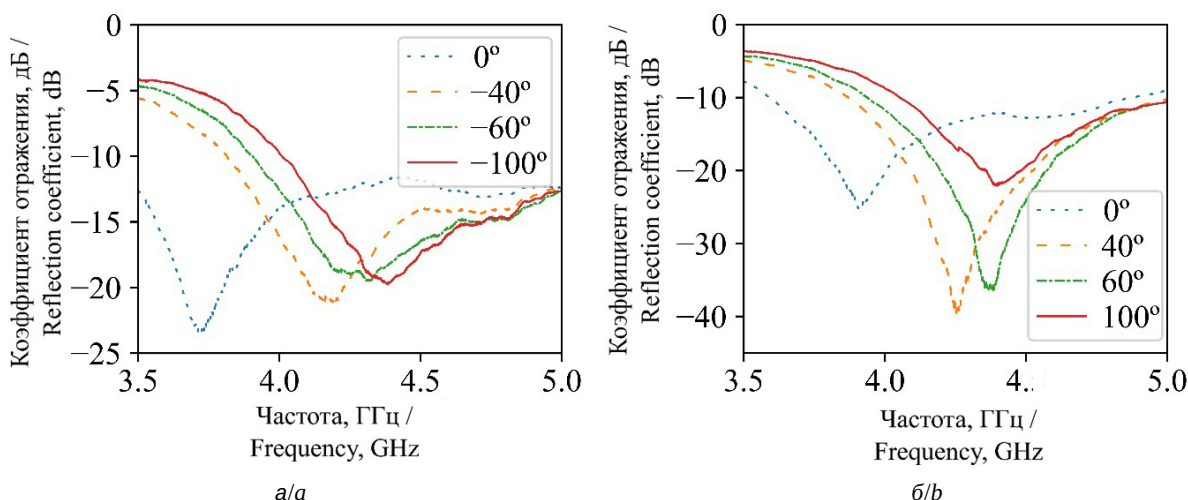 Коэффициент отражения, дБ /
Reflection coefficient, dB
0
−5
−10
−15
−20
−25
3.5
4.0
4.5
5.0
0º
−40º
−60º
−100º
Частота, ГГц /
Frequency, GHz
а/a
Коэффициент отражения, дБ /
Reflection coefficient, dB
0
−10
−20
−30
−40
3.5
4.0
4.
5.0
0º
40º
60º
100º
Частота, ГГц /
Frequency, GHz
б/b